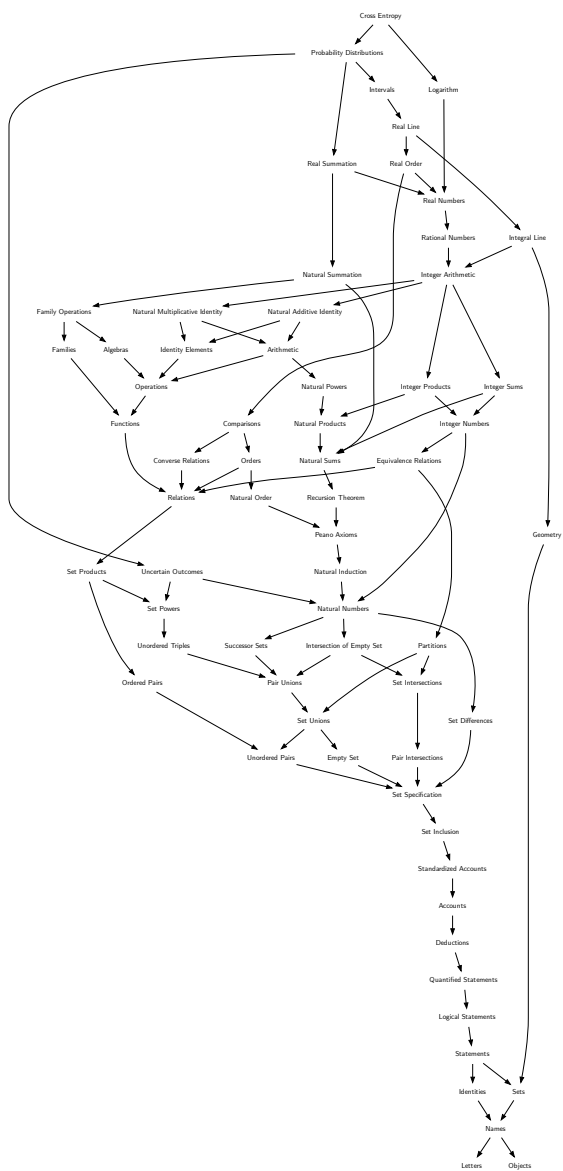 Cross Entropy
Probability Distributions
Intervals
Logarithm
Real Line
Real Summation
Real Order
Real Numbers
Rational Numbers
Integral Line
Natural Summation
Integer Arithmetic
Family Operations
Natural Multiplicative Identity
Natural Additive Identity
Families
Algebras
Identity Elements
Arithmetic
Operations
Natural Powers
Integer Products
Integer Sums
Functions
Comparisons
Natural Products
Integer Numbers
Converse Relations
Orders
Natural Sums
Equivalence Relations
Relations
Natural Order
Recursion Theorem
Peano Axioms
Geometry
Set Products
Uncertain Outcomes
Natural Induction
Set Powers
Natural Numbers
Unordered Triples
Successor Sets
Intersection of Empty Set
Partitions
Ordered Pairs
Pair Unions
Set Intersections
Set Unions
Set Differences
Unordered Pairs
Empty Set
Pair Intersections
Set Specification
Set Inclusion
Standardized Accounts
Accounts
Deductions
Quantified Statements
Logical Statements
Statements
Identities
Sets
Names
Letters
Objects